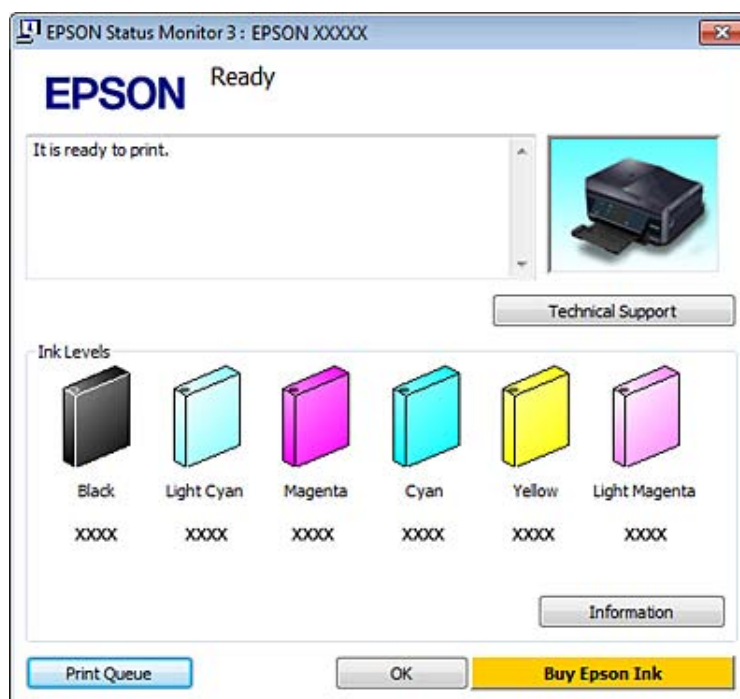 EPSON Status Monitor 3 : EPSON XXXXX
EPSON
Ready
It is ready to print.
Technical Support
Ink Levels
Black Light Cyan Magenta Cyan Yellow Light Magenta
XXXX XXXX XXXX XXXX XXXX XXXX
Information
Print Queue OK Buy Epson Ink